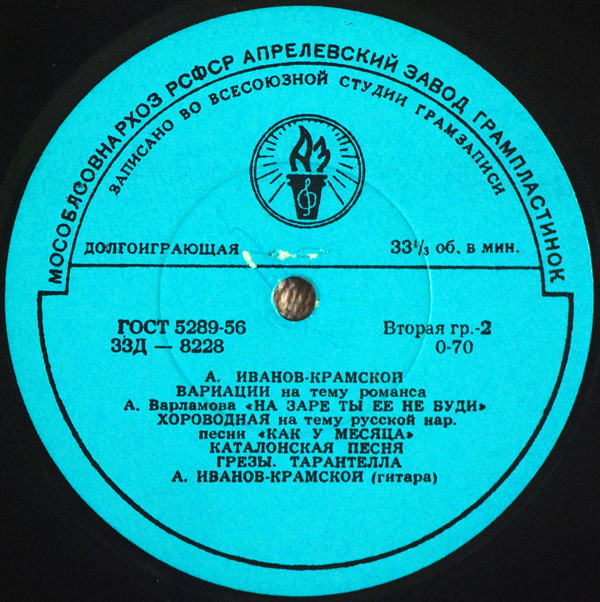 МОСОБЛСОВНАРХОЗ РСФСР АПРЕЛЕВСКИЙ ЗАВОД ГРАМПЛАСТИНОК
ЗАПИСАНО ВО ВСЕСОЮЗНОЙ СТУДИИ ГРАМЗАПИСИ
АЗ
ДОЛГОИГРАЮЩАЯ 33⅓ об. в мин.
ГОСТ 5289-56 Вторая гр.-2
33Д — 8228 0-70
А. ИВАНОВ-КРАМСКОЙ
ВАРИАЦИИ на тему романса
А. Варламова «НА ЗАРЕ ТЫ ЕЕ НЕ БУДИ»
ХОРОВОДНАЯ на тему русской нар.
песни «КАК У МЕСЯЦА»
КАТАЛОНСКАЯ ПЕСНЯ
ГРЕЗЫ. ТАРАНТЕЛЛА
А. ИВАНОВ-КРАМСКОЙ (гитара)